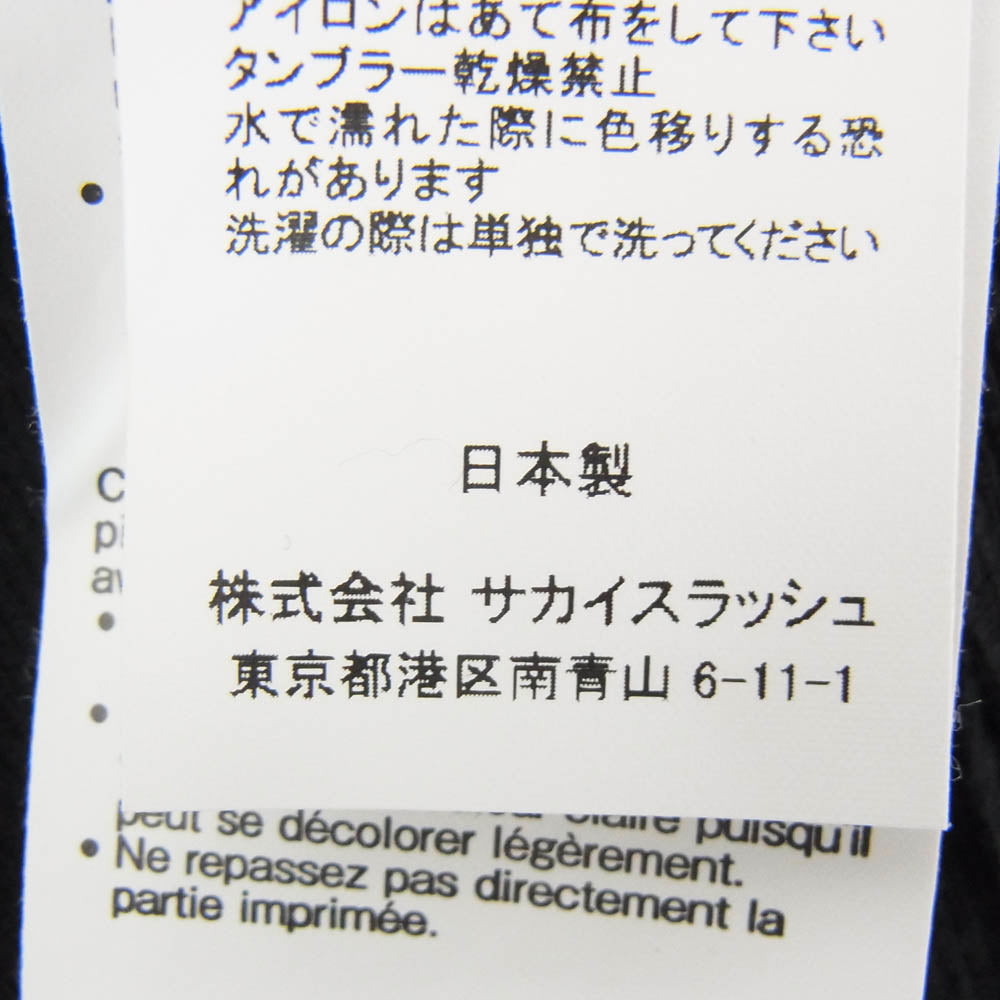 アイロンはあて布をして下さい
タンブラー乾燥禁止
水で濡れた際に色移りする恐
れがあります
洗濯の際は単独で洗ってください
日本製
株式会社 サカイスラッシュ
東京都港区南青山 6-11-1
peut se décolorer légèrement.
claire puisqu'il
• Ne repassez pas directement la
partie imprimée.